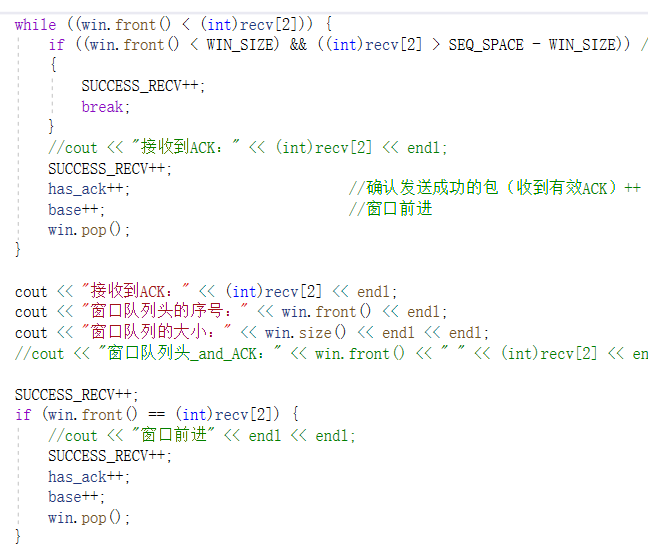 while ((win.front() < (int)recv[2])) {
if ((win.front() < WIN_SIZE) && ((int)recv[2] > SEQ_SPACE - WIN_SIZE)) /
{
SUCCESS_RECV++;
break;
}
//cout << "接收到ACK：" << (int)recv[2] << endl;
SUCCESS_RECV++;
has_ack++; //确认发送成功的包（收到有效ACK）++
base++; //窗口前进
win.pop();
}
cout << "接收到ACK：" << (int)recv[2] << endl;
cout << "窗口队列头的序号：" << win.front() << endl;
cout << "窗口队列的大小：" << win.size() << endl << endl;
//cout << "窗口队列头_and_ACK：" << win.front() << " " << (int)recv[2] << en
SUCCESS_RECV++;
if (win.front() == (int)recv[2]) {
//cout << "窗口前进" << endl << endl;
SUCCESS_RECV++;
has_ack++;
base++;
win.pop();
}